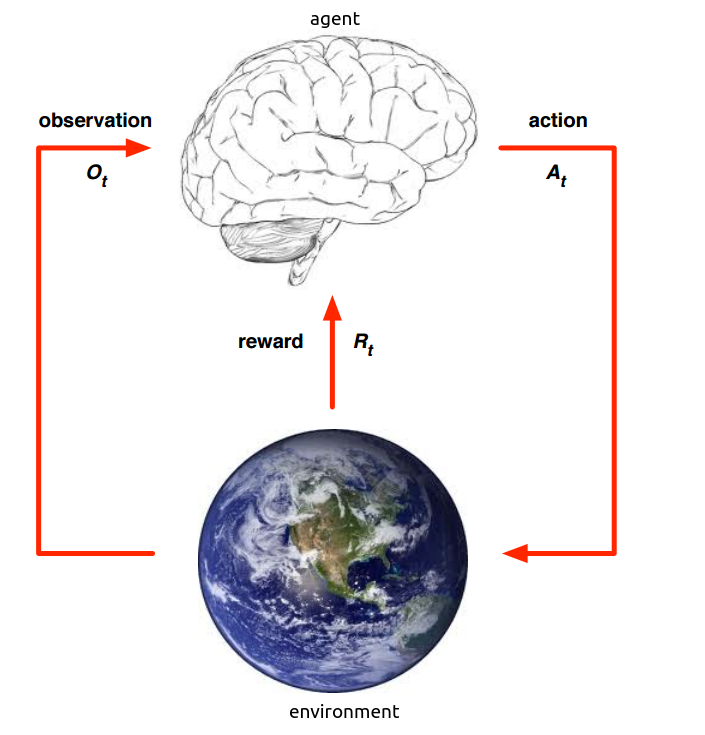 agent
observation
action
O_t
A_t
reward
R_t
environment